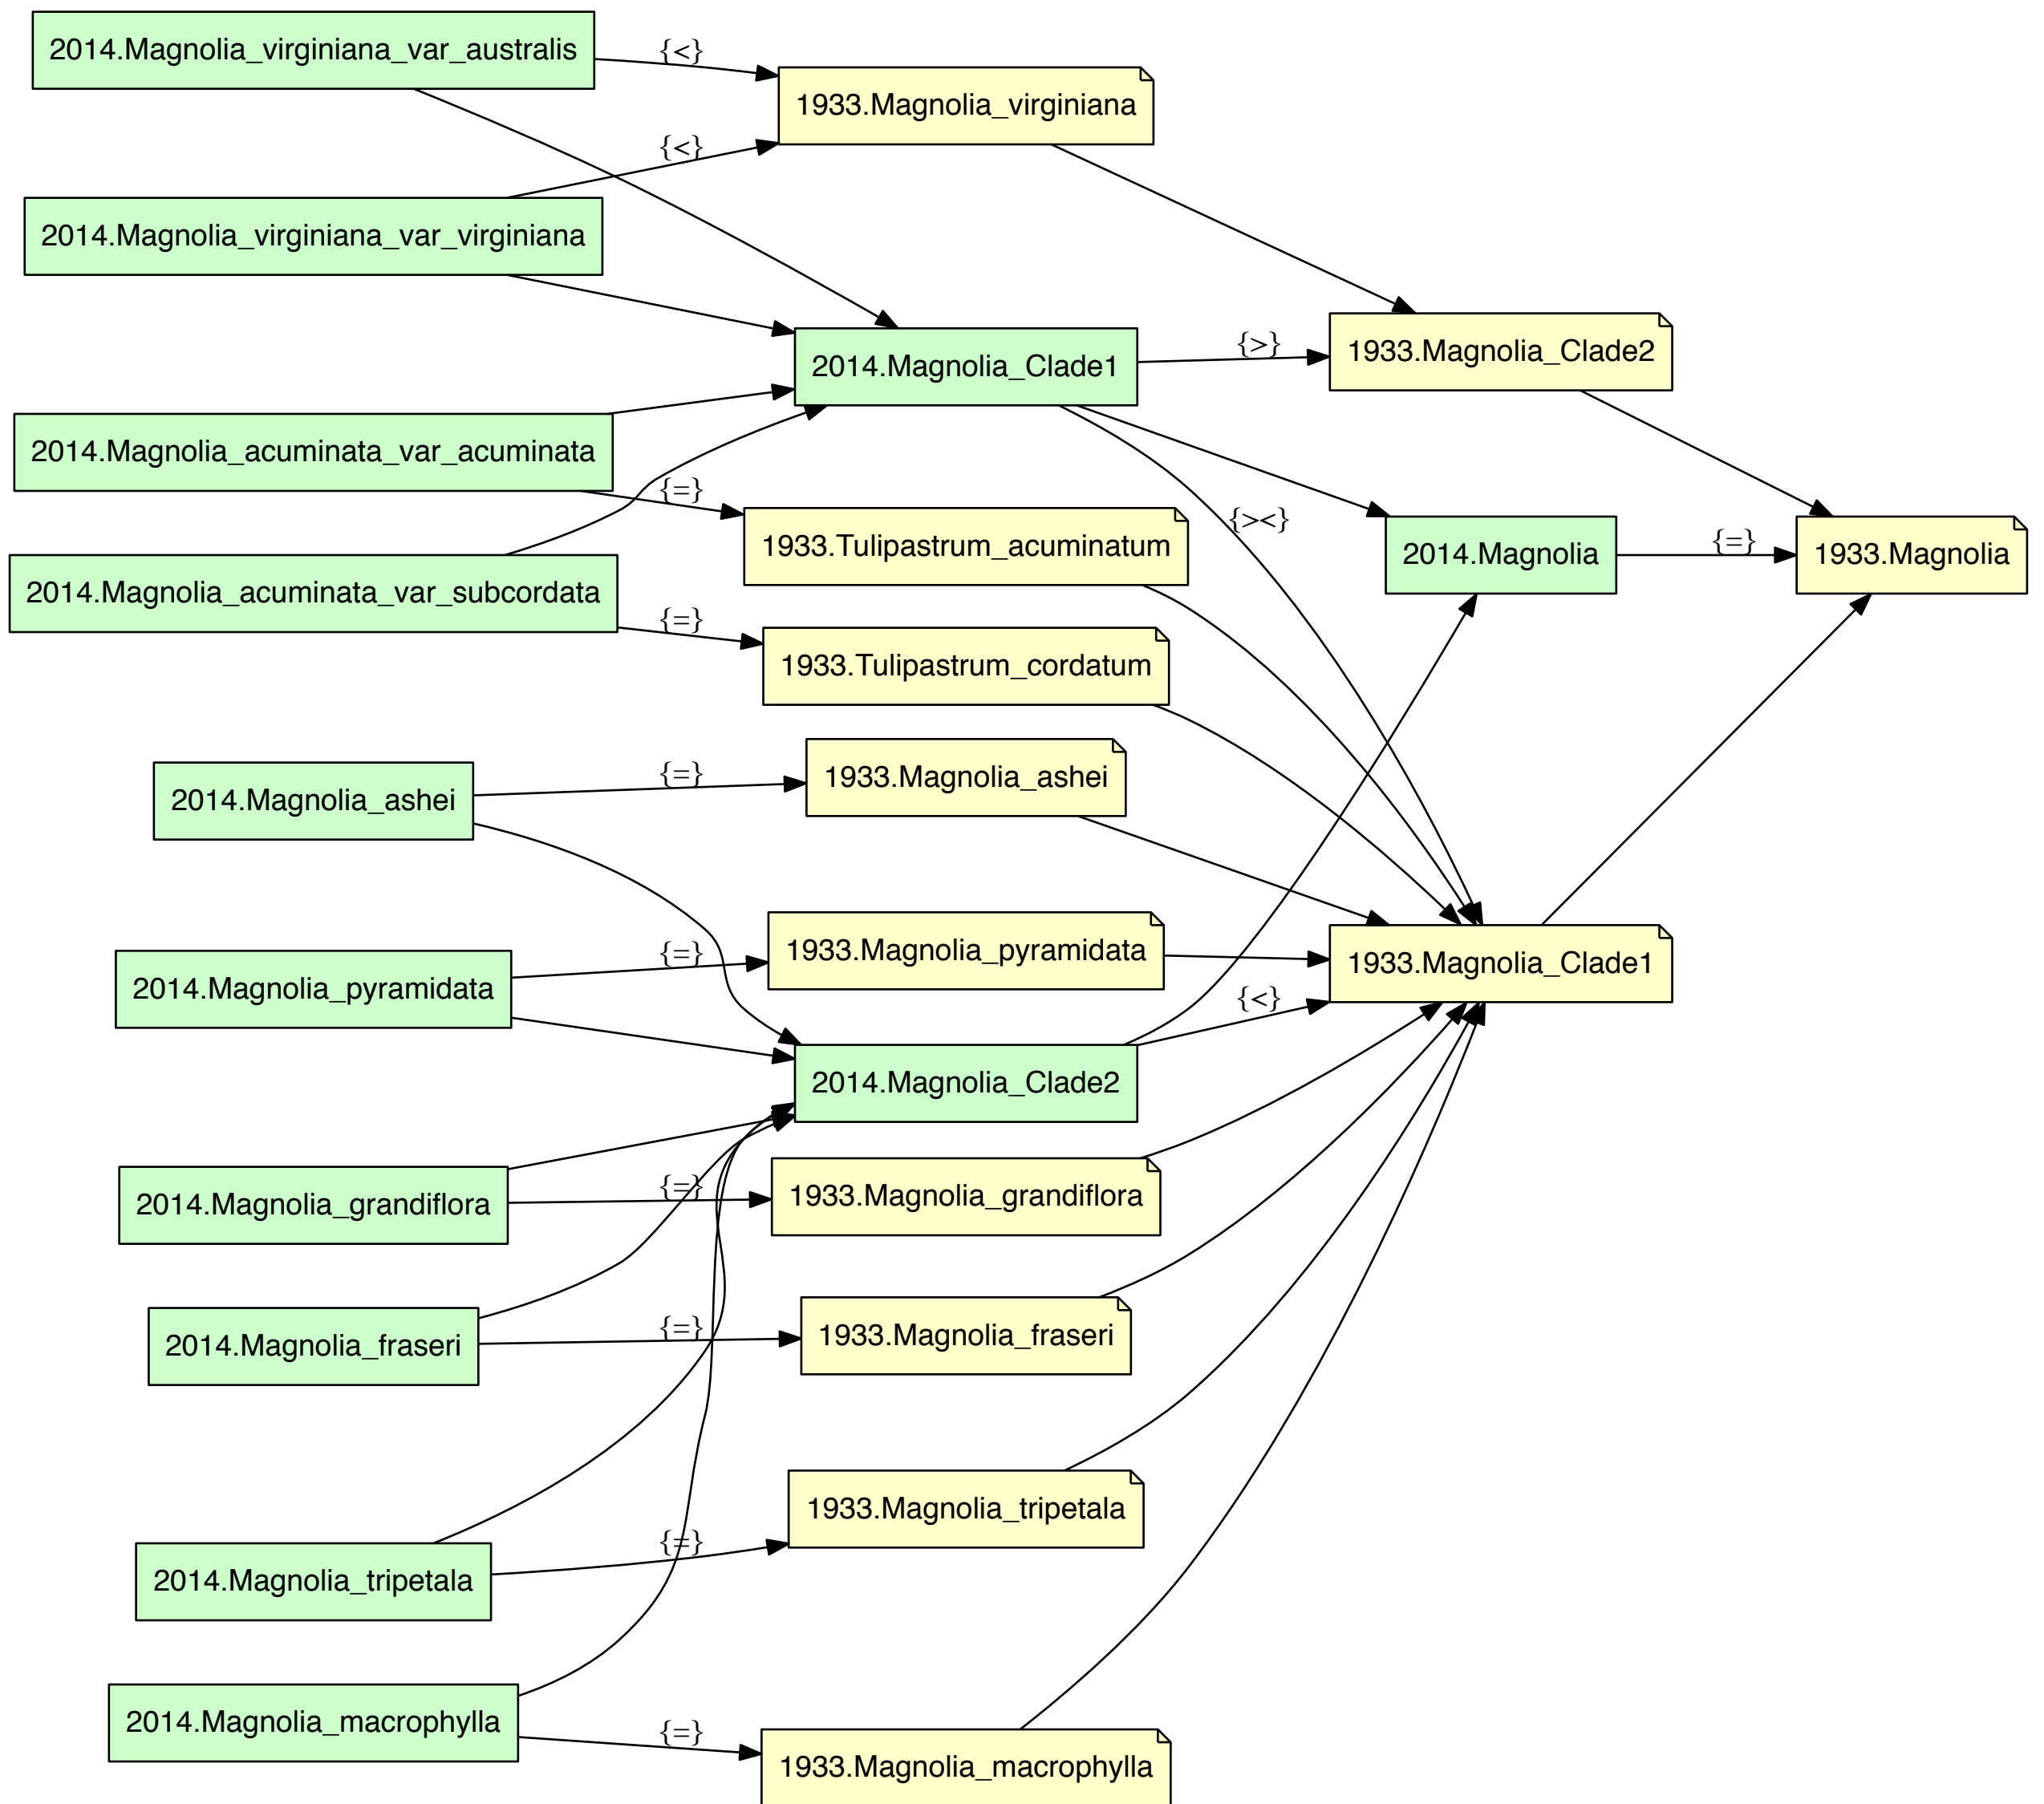 2014.Magnolia_virginiana_var_australis
{<}
1933.Magnolia_virginiana
{<}
2014.Magnolia_virginiana_var_virginiana
2014.Magnolia_Clade1
{>}
1933.Magnolia_Clade2
2014.Magnolia_acuminata_var_acuminata
{=}
{><}
1933.Tulipastrum_acuminatum
2014.Magnolia
{=}
1933.Magnolia
2014.Magnolia_acuminata_var_subcordata
{=}
1933.Tulipastrum_cordatum
2014.Magnolia_ashei
{=}
1933.Magnolia_ashei
2014.Magnolia_pyramidata
{=}
1933.Magnolia_pyramidata
1933.Magnolia_Clade1
{<}
2014.Magnolia_Clade2
2014.Magnolia_grandiflora
{=}
1933.Magnolia_grandiflora
2014.Magnolia_fraseri
{=}
1933.Magnolia_fraseri
1933.Magnolia_tripetala
{=}
2014.Magnolia_tripetala
2014.Magnolia_macrophylla
{=}
1933.Magnolia_macrophylla